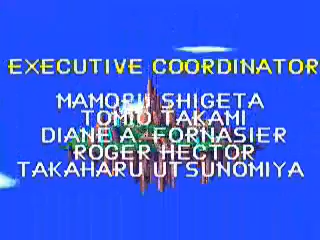 EXECUTIVE COORDINATOR
MAMORU SHIGETA
TOMIO TAKAMI
DIANE A. FORNASIER
ROGER HECTOR
TAKAHARU UTSUNOMIYA